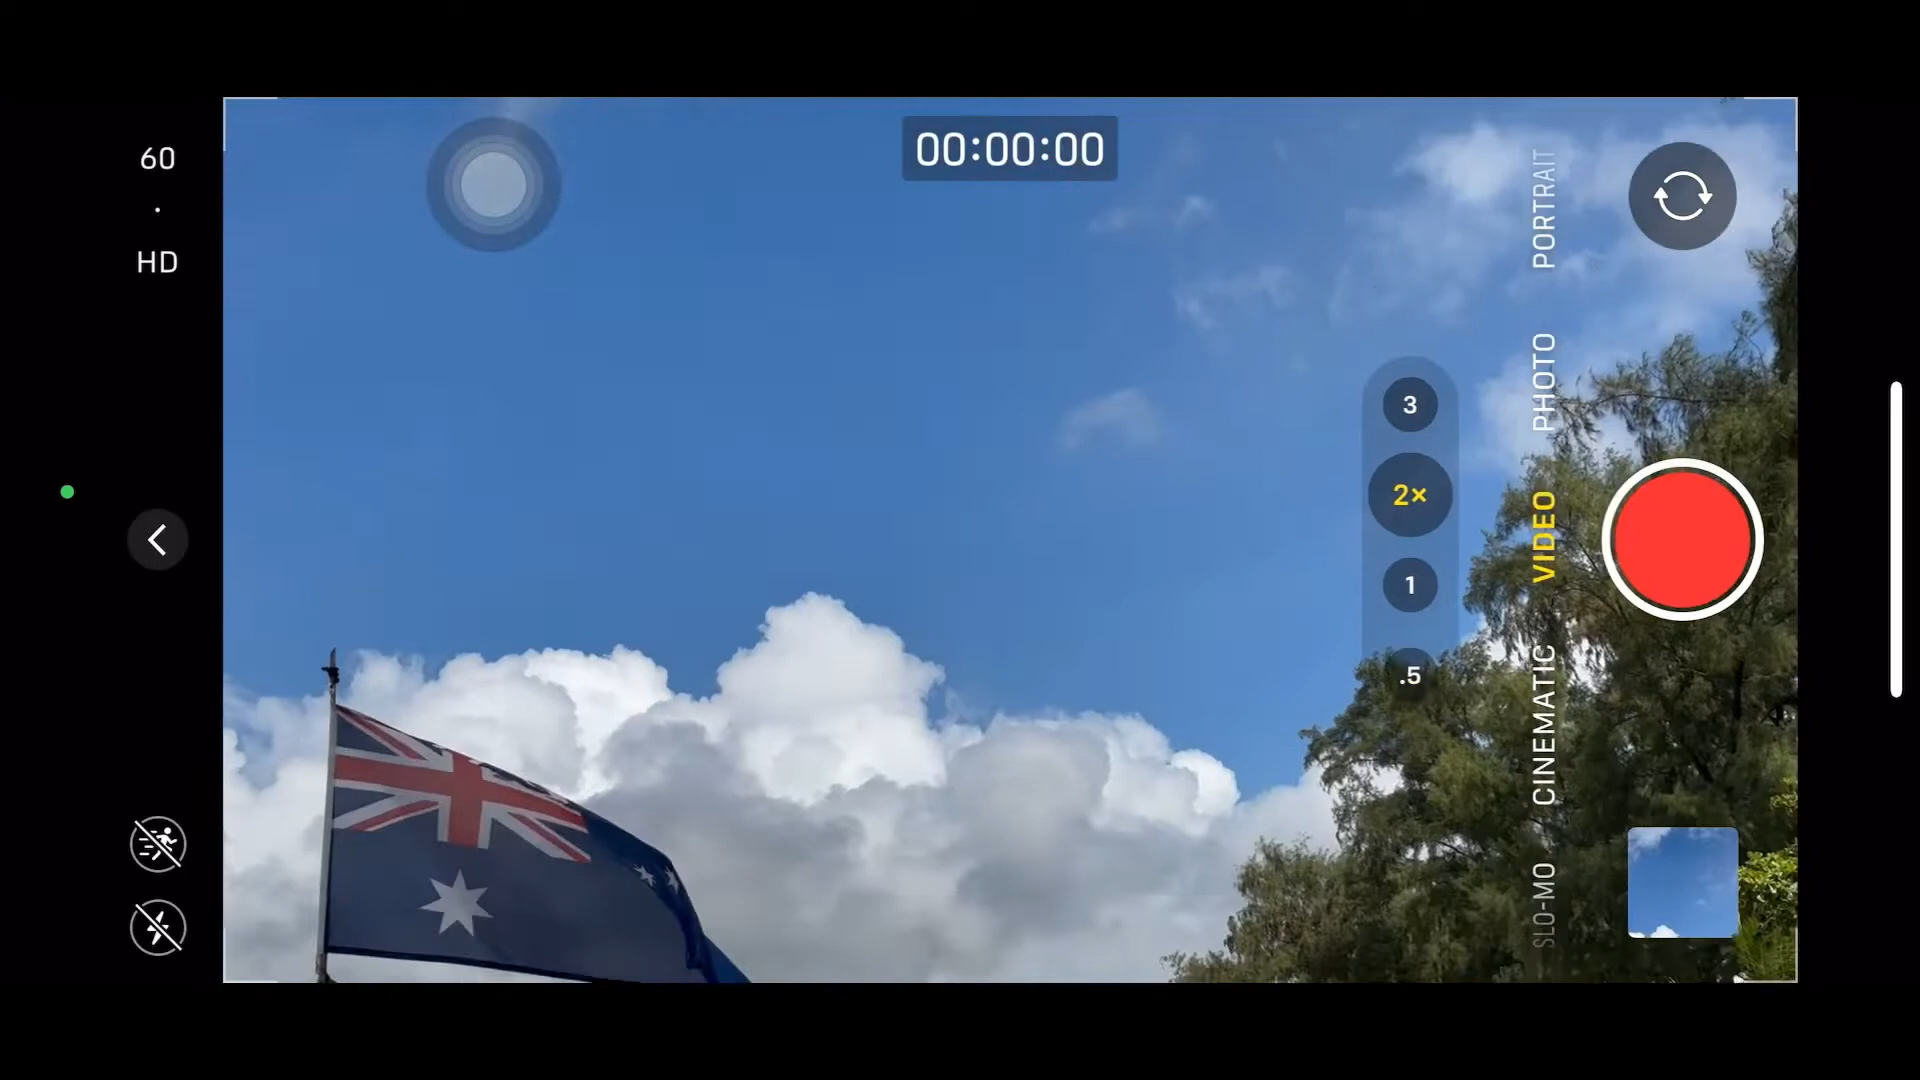 60
·
HD
00:00:00
PORTRAIT
PHOTO
VIDEO
CINEMATIC
SLO-MO
3
2×
1
.5